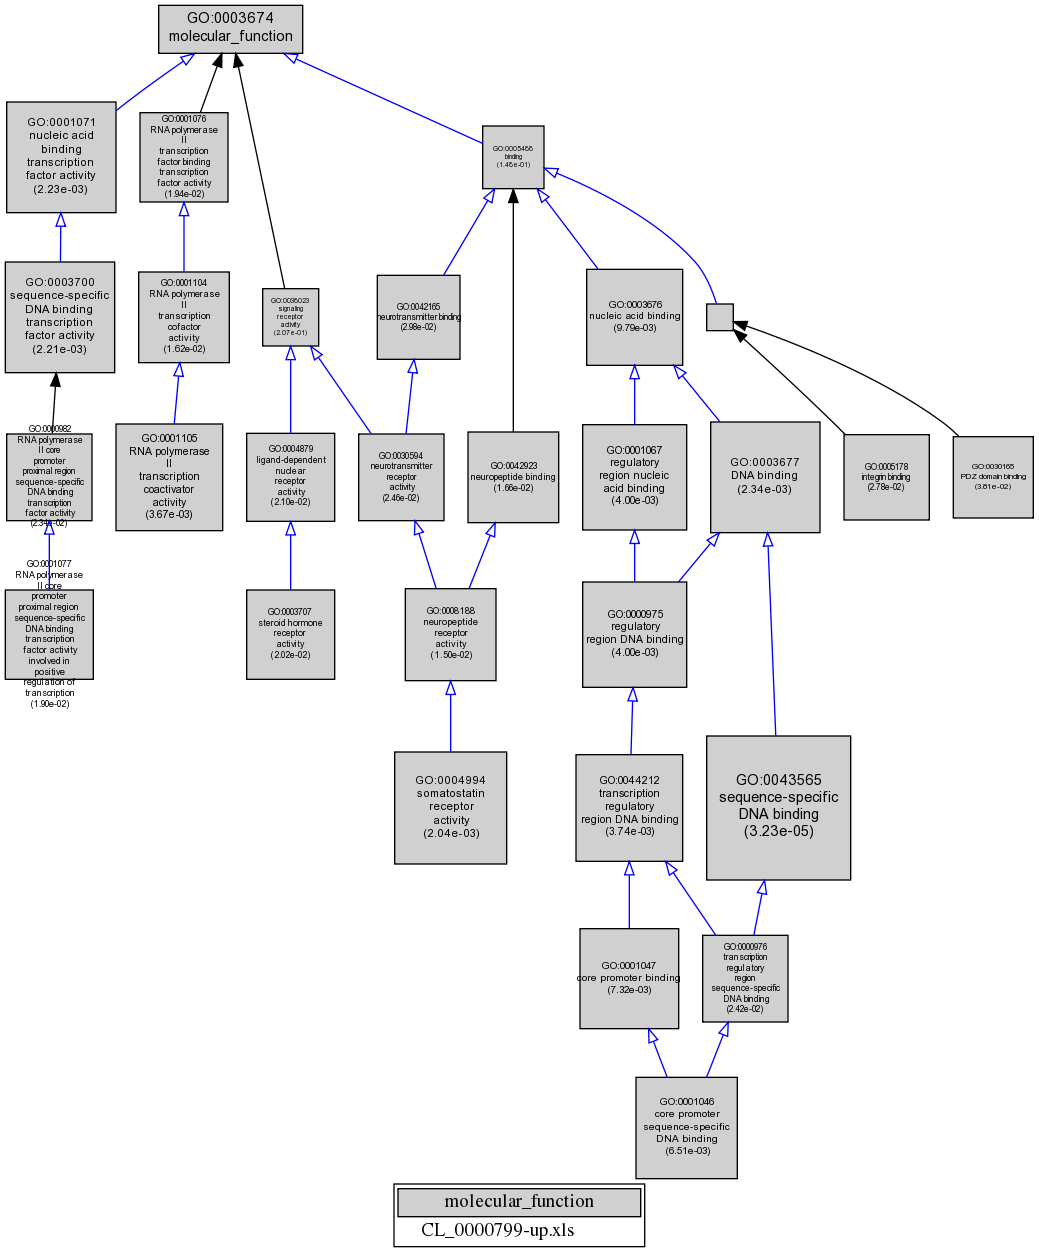 GO:0003674
molecular_function
GO:0001071
nucleic acid
binding
transcription
factor activity
(2.23e-03)
GO:0001076
RNA polymerase
II
transcription
factor binding
transcription
factor activity
(1.94e-02)
GO:0005488
binding
(1.48e-01)
GO:0003700
sequence-specific
DNA binding
transcription
factor activity
(2.21e-03)
GO:0001104
RNA polymerase
II
transcription
cofactor
activity
(1.62e-02)
GO:0038023
signaling
receptor
activity
(2.07e-01)
GO:0042165
neurotransmitter binding
(2.98e-02)
GO:0003676
nucleic acid binding
(9.79e-03)
GO:0000982
RNA polymerase
II core
promoter
proximal region
sequence-specific
DNA binding
transcription
factor activity
(2.34e-02)
GO:0001105
RNA polymerase
II
transcription
coactivator
activity
(3.67e-03)
GO:0004879
ligand-dependent
nuclear
receptor
activity
(2.10e-02)
GO:0030594
neurotransmitter
receptor
activity
(2.46e-02)
GO:0042923
neuropeptide binding
(1.66e-02)
GO:0001067
regulatory
region nucleic
acid binding
(4.00e-03)
GO:0003677
DNA binding
(2.34e-03)
GO:0005178
integrin binding
(2.78e-02)
GO:0030165
PDZ domain binding
(3.81e-02)
GO:0001077
RNA polymerase
II core
promoter
proximal region
sequence-specific
DNA binding
transcription
factor activity
involved in
positive
regulation of
transcription
(1.90e-02)
GO:0003707
steroid hormone
receptor
activity
(2.02e-02)
GO:0008188
neuropeptide
receptor
activity
(1.50e-02)
GO:0000975
regulatory
region DNA binding
(4.00e-03)
GO:0004994
somatostatin
receptor
activity
(2.04e-03)
GO:0044212
transcription
regulatory
region DNA binding
(3.74e-03)
GO:0043565
sequence-specific
DNA binding
(3.23e-05)
GO:0001047
core promoter binding
(7.32e-03)
GO:0000976
transcription
regulatory
region
sequence-specific
DNA binding
(2.42e-02)
GO:0001046
core promoter
sequence-specific
DNA binding
(6.51e-03)
molecular_function
CL_0000799-up.xls